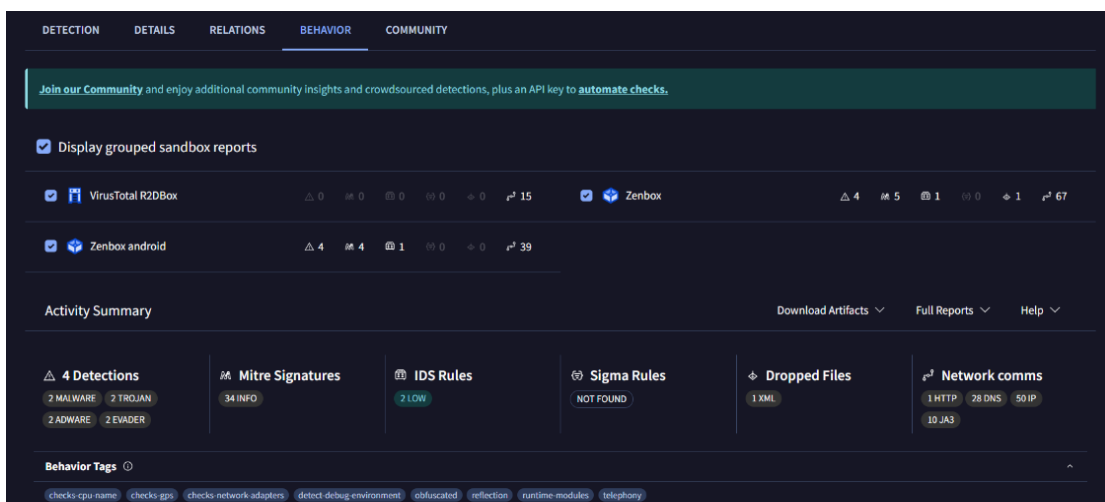 DETECTION DETAILS RELATIONS BEHAVIOR COMMUNITY
Join our Community and enjoy additional community insights and crowdsourced detections, plus an API key to automate checks.
Display grouped sandbox reports
VirusTotal R2DBox 0 0 0 0 0 15
Zenbox 4 5 1 0 1 67
Zenbox android 4 4 1 0 0 39
Activity Summary Download Artifacts Full Reports Help
4 Detections
2 MALWARE 2 TROJAN
2 ADWARE 2 EVADER
Mitre Signatures
34 INFO
IDS Rules
2 LOW
Sigma Rules
NOT FOUND
Dropped Files
1 XML
Network comms
1 HTTP 28 DNS 50 IP
10 JA3
Behavior Tags
checks-cpu-name checks-gps checks-network-adapters detect-debug-environment obfuscated reflection runtime-modules telephony